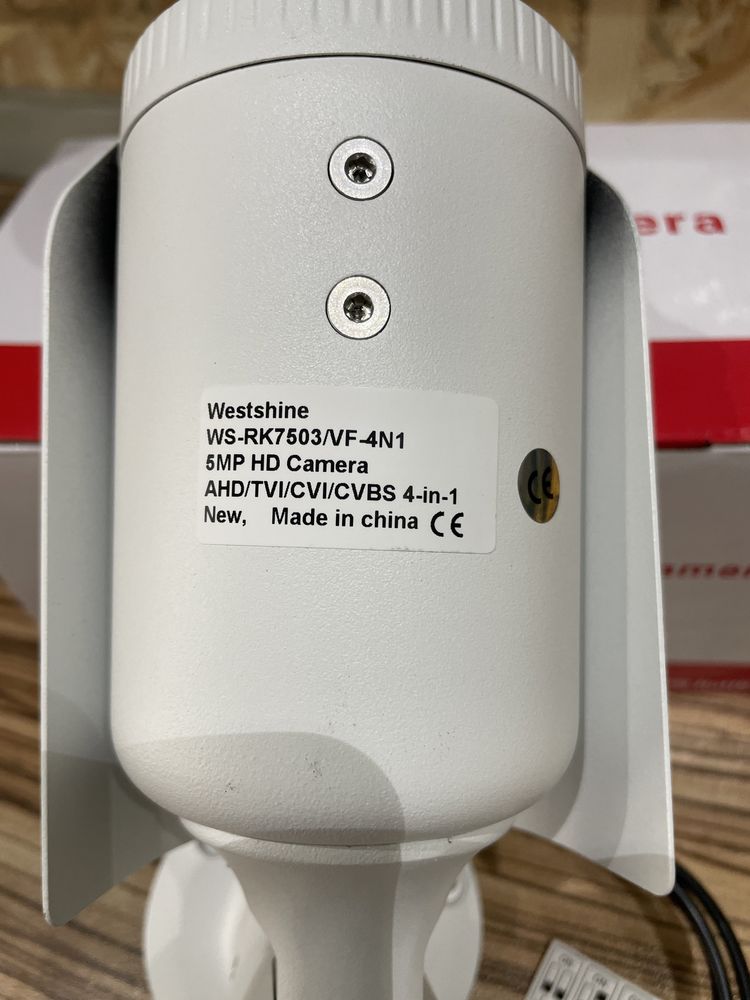 era
Westshine
WS-RK7503/VF-4N1
5MP HD Camera
AHD/TVI/CVI/CVBS 4-in-1
New, Made in china CE
CE